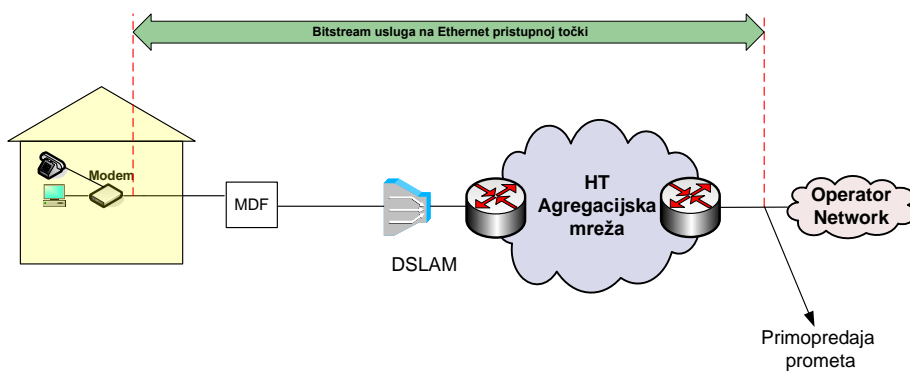 Bitstream usluga na Ethernet pristupnoj točki
Modem
MDF
DSLAM
HT
Agregacijska
mreža
Operator
Network
Primopredaja
prometa